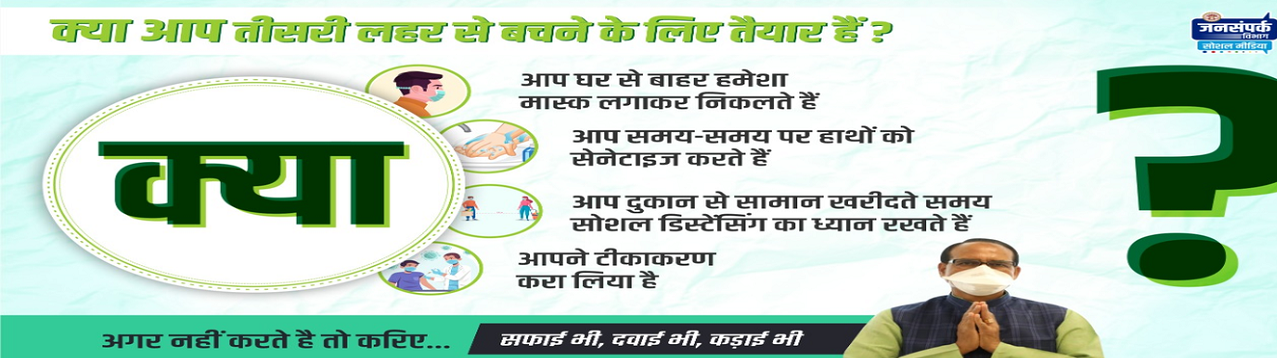 क्या आप तीसरी लहर से बचने के लिए तैयार हैं ?
जनसंपर्क
विभाग
सोशल मीडिया
क्या
आप घर से बाहर हमेशा
मास्क लगाकर निकलते हैं
आप समय-समय पर हाथों को
सेनेटाइज करते हैं
आप दुकान से सामान खरीदते समय
सोशल डिस्टेंसिंग का ध्यान रखते हैं
आपने टीकाकरण
करा लिया है
?
अगर नहीं करते है तो करिए...
सफाई भी, दवाई भी, कड़ाई भी